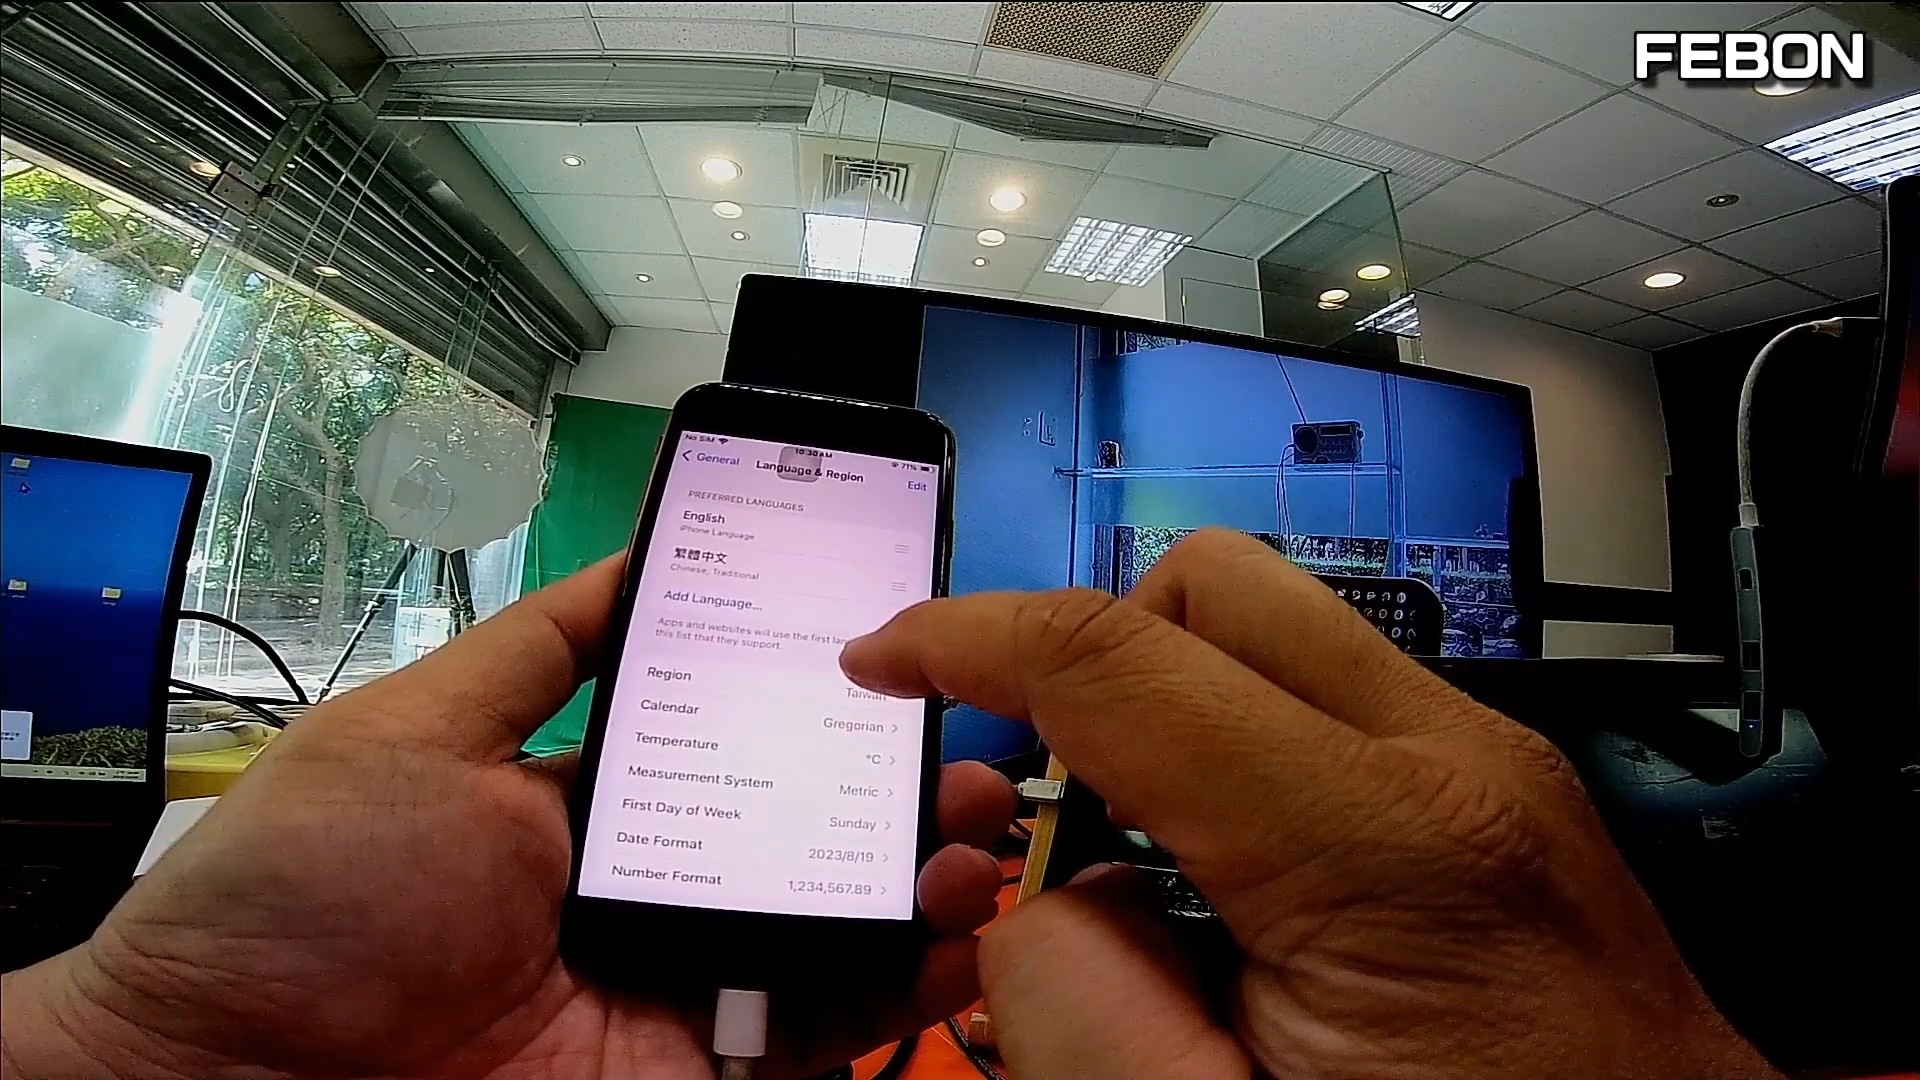 FEBON
No SIM 10:30 AM 71%
General Language & Region Edit
PREFERRED LANGUAGES
English
iPhone Language
繁體中文
Chinese, Traditional
Add Language...
Apps and websites will use the first
this list that they support.
Region Taiwan
Calendar Gregorian
Temperature °C
Measurement System Metric
First Day of Week Sunday
Date Format 2023/8/19
Number Format 1,234,567.89